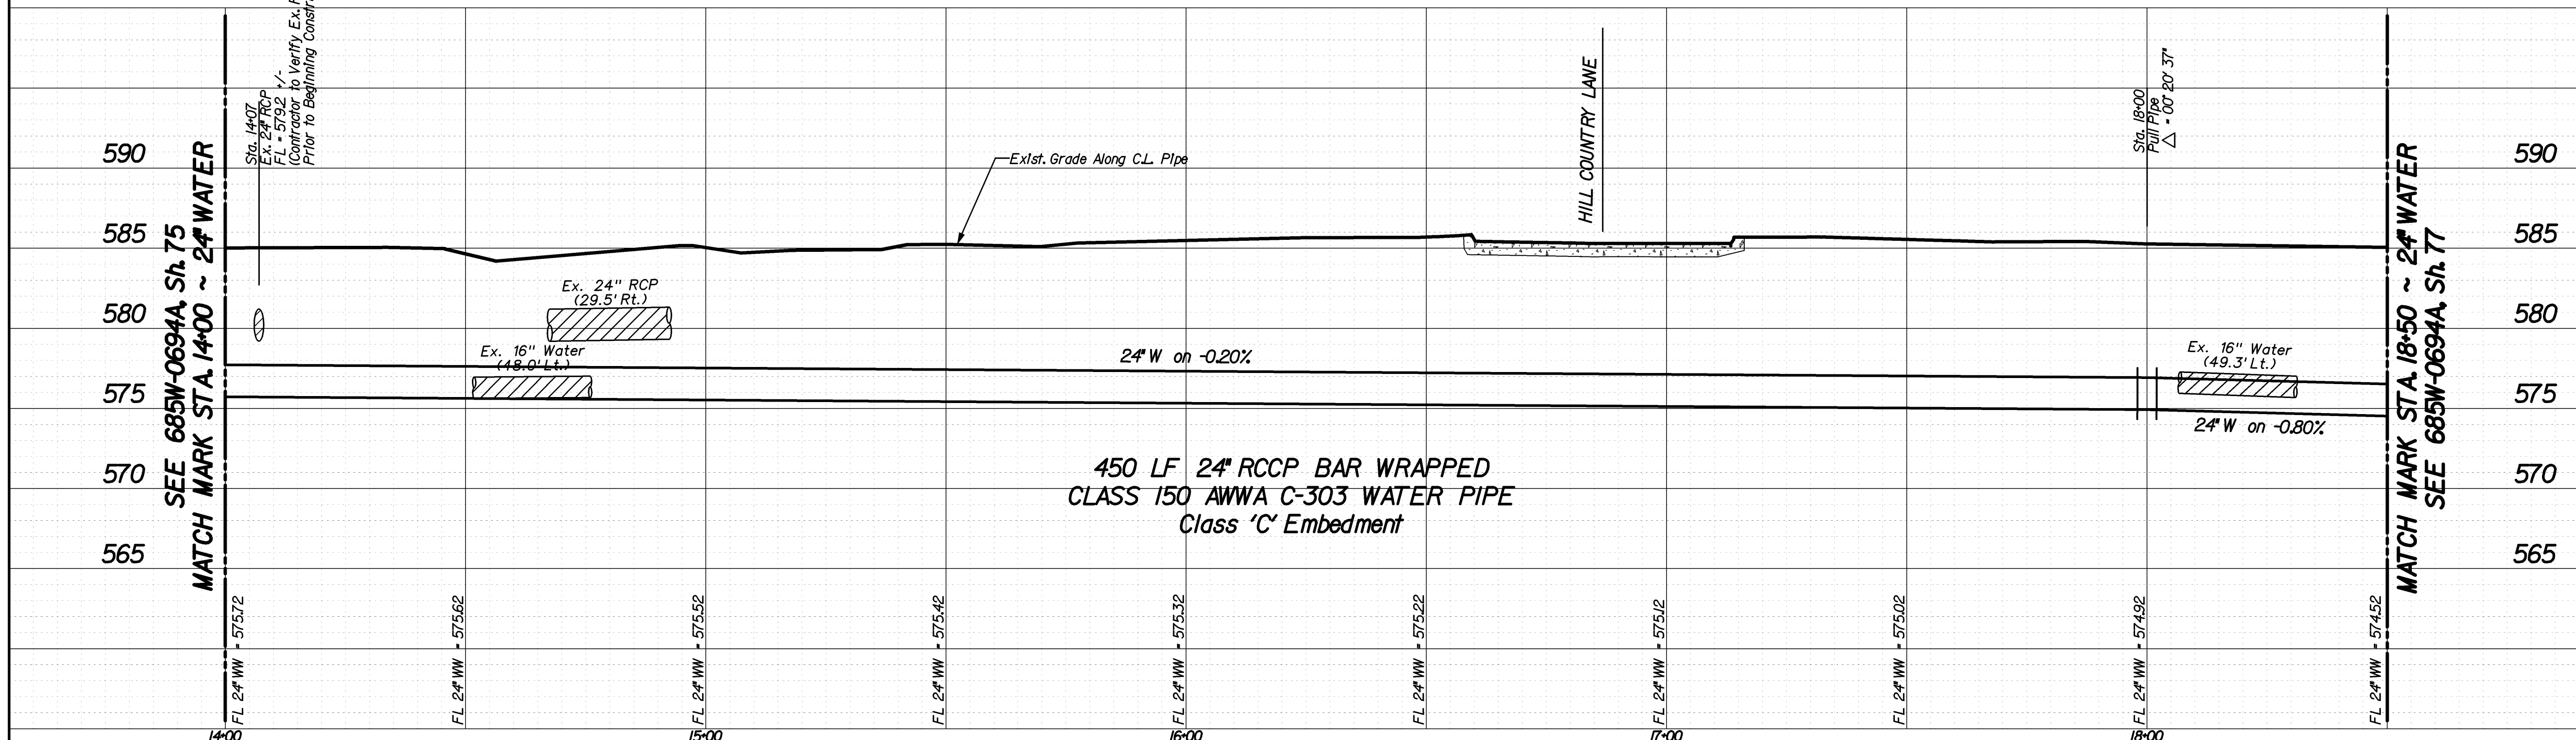 SEE 685W-0694A, Sh. 75
MATCH MARK STA. 14+00 ~ 24" WATER
590
585
580
575
570
565
Sta. 14+07
Ex. 24" RCP
FL = 579.2 +/-
(Contractor to Verify Ex.
Prior to Beginning
Exist. Grade Along C.L. Pipe
HILL COUNTRY LANE
Sta. 18+00
Pull Pipe
△ = 00° 20' 37"
Ex. 24" RCP
(29.5' Rt.)
Ex. 16" Water
(48.0' Lt.)
24" W on -0.20%
Ex. 16" Water
(49.3' Lt.)
24" W on -0.80%
450 LF 24" RCCP BAR WRAPPED
CLASS 150 AWWA C-303 WATER PIPE
Class 'C' Embedment
MATCH MARK STA. 18+50 ~ 24" WATER
SEE 685W-0694A, Sh. 77
590
585
580
575
570
565
FL 24" WW = 575.72
FL 24" WW = 575.62
FL 24" WW = 575.52
FL 24" WW = 575.42
FL 24" WW = 575.32
FL 24" WW = 575.22
FL 24" WW = 575.12
FL 24" WW = 575.02
FL 24" WW = 574.92
FL 24" WW = 574.52
14+00
15+00
16+00
17+00
18+00